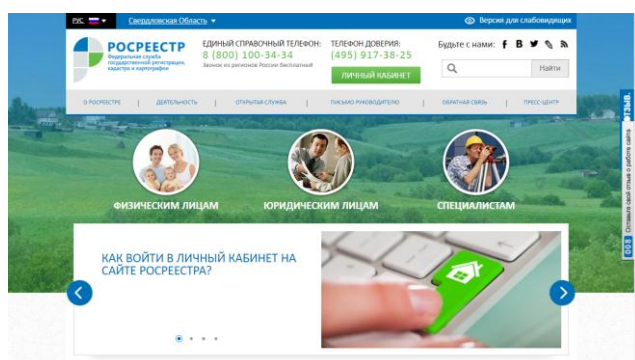 РУС
Свердловская Область
Версия для слабовидящих
РОСРЕЕСТР
Федеральная служба
государственной регистрации,
кадастра и картографии
ЕДИНЫЙ СПРАВОЧНЫЙ ТЕЛЕФОН:
8 (800) 100-34-34
Звонок из регионов России бесплатный
ТЕЛЕФОН ДОВЕРИЯ:
(495) 917-38-25
ЛИЧНЫЙ КАБИНЕТ
Будьте с нами:
Найти
О РОСРЕЕСТРЕ | ДЕЯТЕЛЬНОСТЬ | ОТКРЫТАЯ СЛУЖБА | ПИСЬМО РУКОВОДИТЕЛЮ | ОБРАТНАЯ СВЯЗЬ | ПРЕСС-ЦЕНТР
ФИЗИЧЕСКИМ ЛИЦАМ
ЮРИДИЧЕСКИМ ЛИЦАМ
СПЕЦИАЛИСТАМ
КАК ВОЙТИ В ЛИЧНЫЙ КАБИНЕТ НА
САЙТЕ РОСРЕЕСТРА?
Оставьте свой отзыв о работе сайта